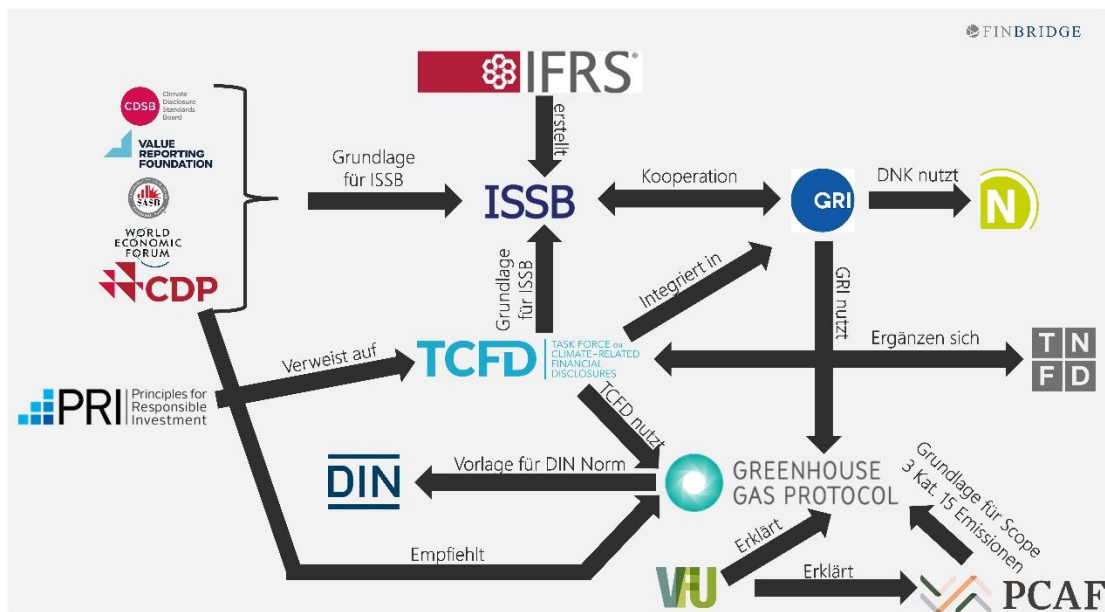 FINBRIDGE
IFRS®
CDSB
Climate
Disclosure
Standards
Board
VALUE
REPORTING
FOUNDATION
SASB
WORLD
ECONOMIC
FORUM
CDP
Grundlage
für ISSB
erstellt
ISSB
Kooperation
GRI
DNK nutzt
N
Grundlage
für ISSB
Integriert in
GRI nutzt
Verweist auf
TCFD
TASK FORCE ON
CLIMATE-RELATED
FINANCIAL
DISCLOSURES
Ergänzen sich
TN
FD
PRI
Principles for
Responsible
Investment
TCFD nutzt
DIN
Vorlage für DIN Norm
GREENHOUSE
GAS PROTOCOL
Grundlage für Scope
3 Kat. 15 Emissionen
Empfiehlt
Erklärt
VFU
Erklärt
PCAF